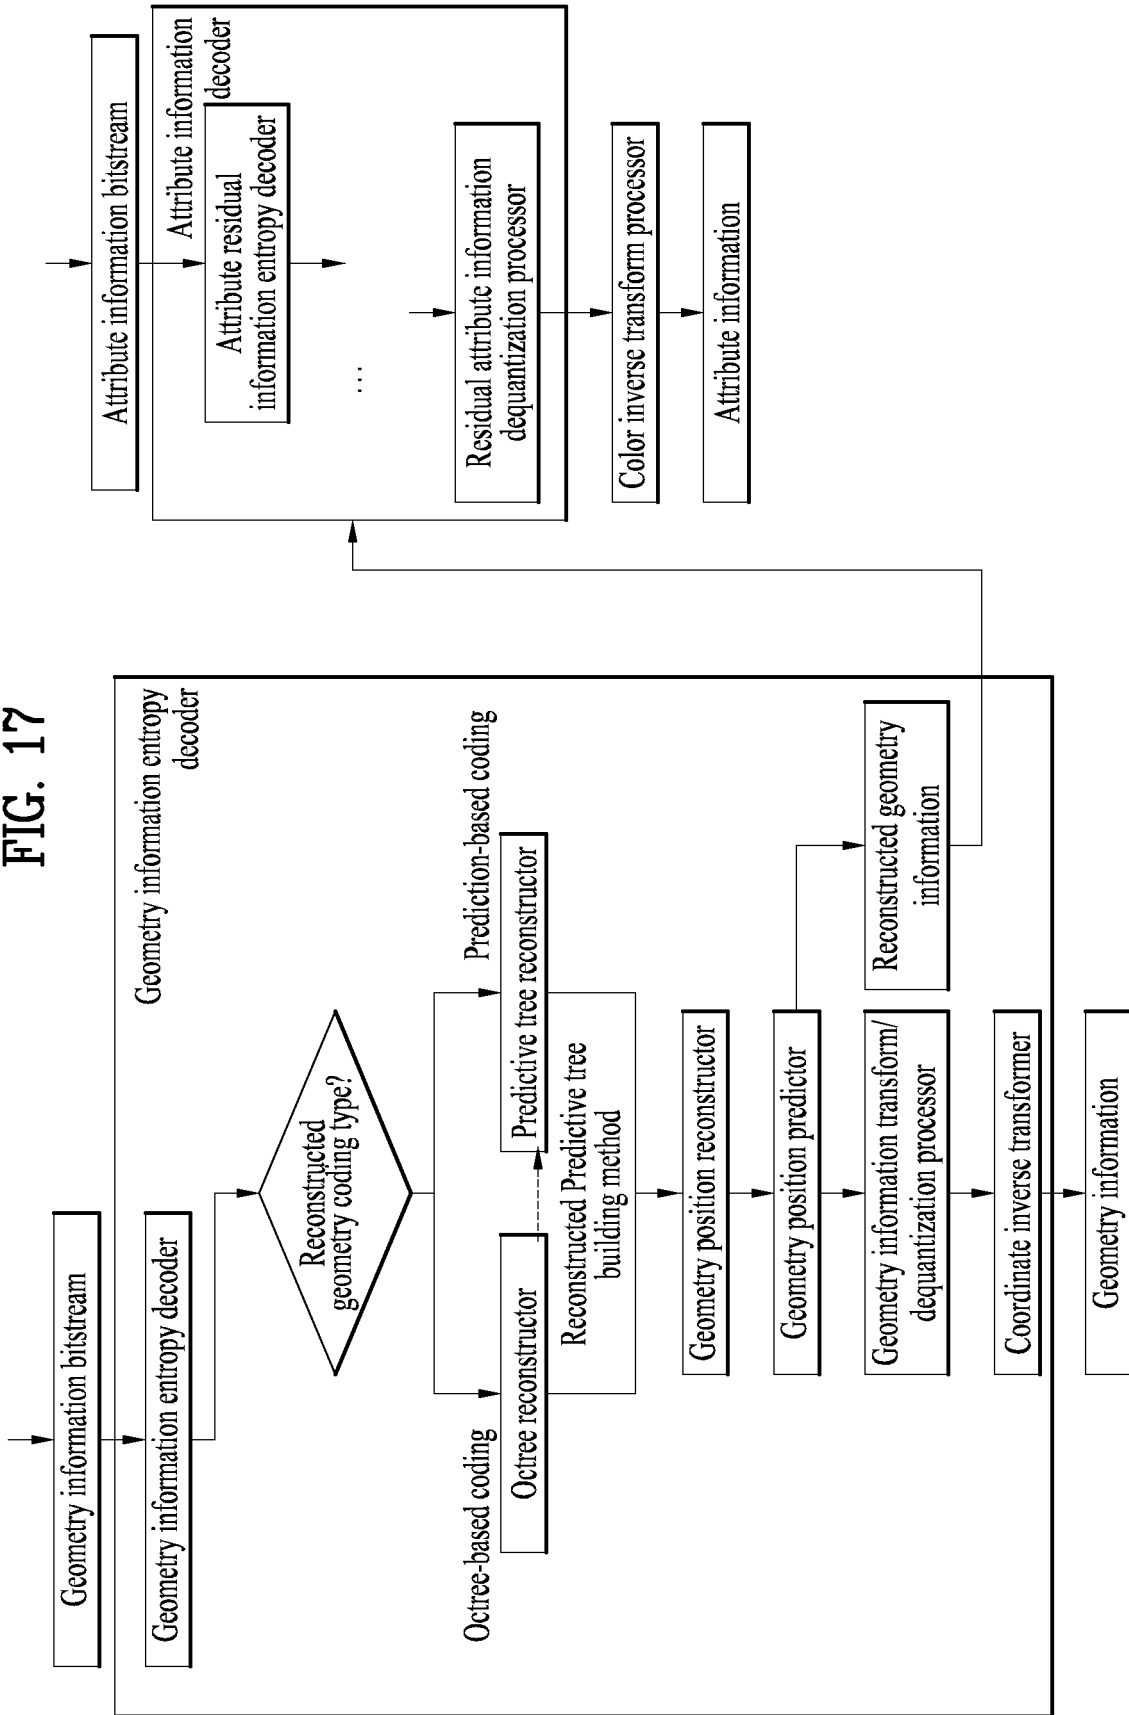 FIG. 17
Geometry information bitstream
Geometry information entropy
decoder
Geometry information entropy decoder
Reconstructed
geometry coding type?
Octree-based coding
Prediction-based coding
Octree reconstructor
Predictive tree reconstructor
Reconstructed Predictive tree
building method
Geometry position reconstructor
Geometry position predictor
Geometry information transform/
dequantization processor
Reconstructed geometry
information
Coordinate inverse transformer
Geometry information
Attribute information bitstream
Attribute information
decoder
Attribute residual
information entropy decoder
...
Residual attribute information
dequantization processor
Color inverse transform processor
Attribute information